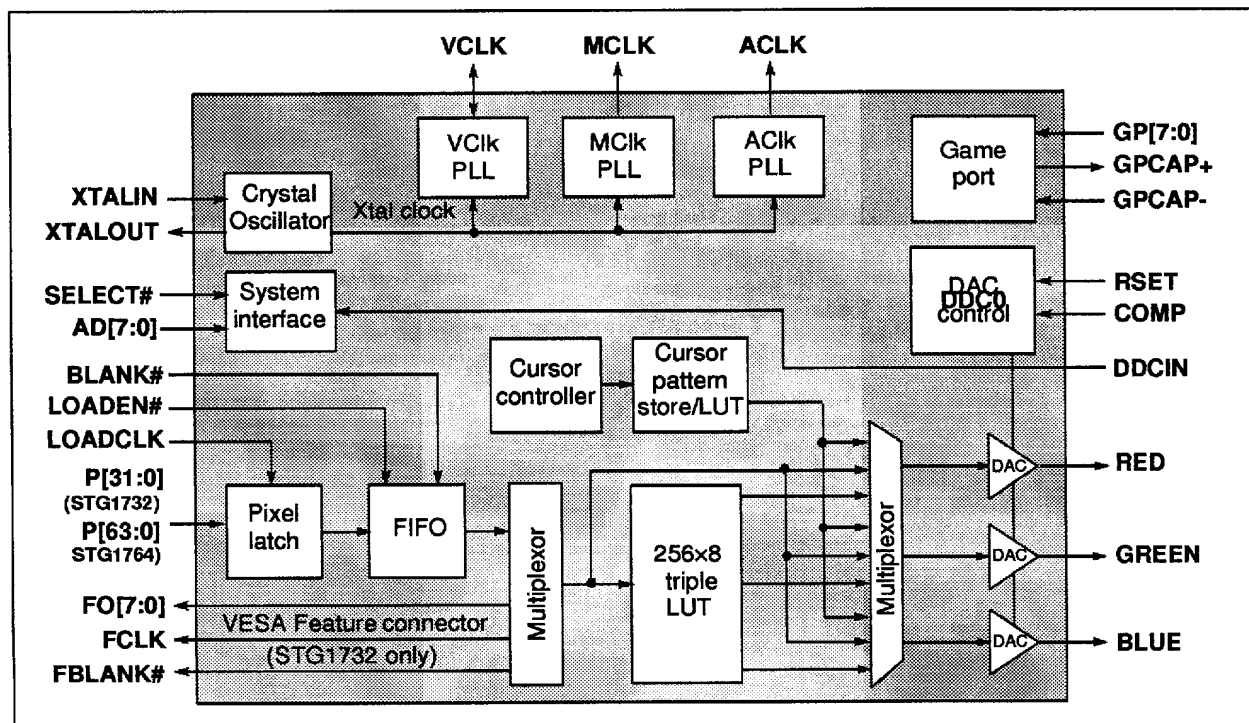 VCLK
MCLK
ACLK
VClk
PLL
MClk
PLL
AClk
PLL
Game
port
GP[7:0]
GPCAP+
GPCAP-
XTALIN
XTALOUT
Crystal
Oscillator
Xtal clock
SELECT#
AD[7:0]
System
interface
DAC
DDC0
control
RSET
COMP
DDCIN
BLANK#
LOADEN#
LOADCLK
Cursor
controller
Cursor
pattern
store/LUT
P[31:0]
(STG1732)
P[63:0]
STG1764)
Pixel
latch
FIFO
Multiplexor
256×8
triple
LUT
Multiplexor
DAC
RED
DAC
GREEN
DAC
BLUE
FO[7:0]
FCLK
FBLANK#
VESA Feature connector
(STG1732 only)